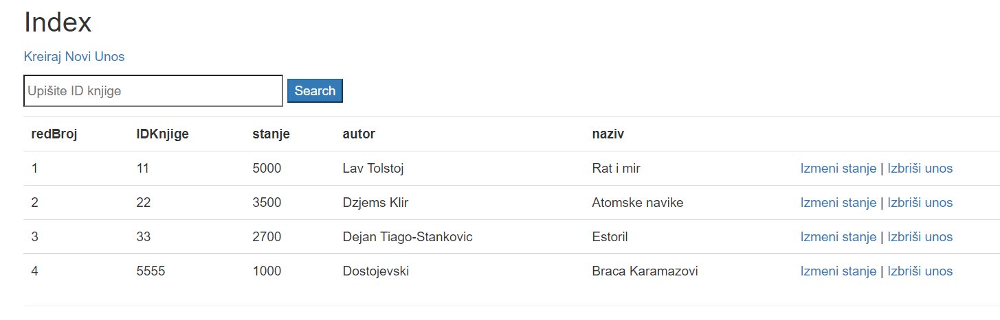 Index
Kreiraj Novi Unos
Upišite ID knjige Search
redBroj IDKnjige stanje autor naziv
1 11 5000 Lav Tolstoj Rat i mir Izmeni stanje | Izbriši unos
2 22 3500 Dzjems Klir Atomske navike Izmeni stanje | Izbriši unos
3 33 2700 Dejan Tiago-Stankovic Estoril Izmeni stanje | Izbriši unos
4 5555 1000 Dostojevski Braca Karamazovi Izmeni stanje | Izbriši unos